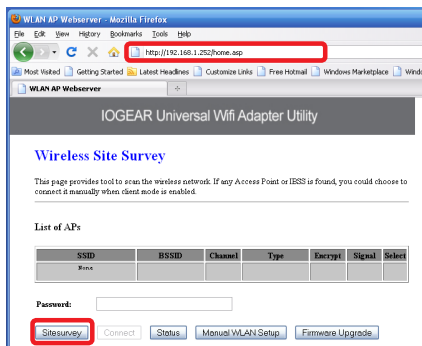 WLAN AP Webserver - Mozilla Firefox
File Edit View History Bookmarks Tools Help
http://192.168.1.252/home.asp
Most Visited Getting Started Latest Headlines Customize Links Free Hotmail Windows Marketplace Wind
WLAN AP Webserver
IOGEAR Universal Wifi Adapter Utility
Wireless Site Survey
This page provides tool to scan the wireless network. If any Access Point or IBSS is found, you could choose to
connect it manually when client mode is enabled.
List of APs
SSID BSSID Channel Type Encrypt Signal Select
None
Password:
Sitesurvey Connect Status Manual WLAN Setup Firmware Upgrade